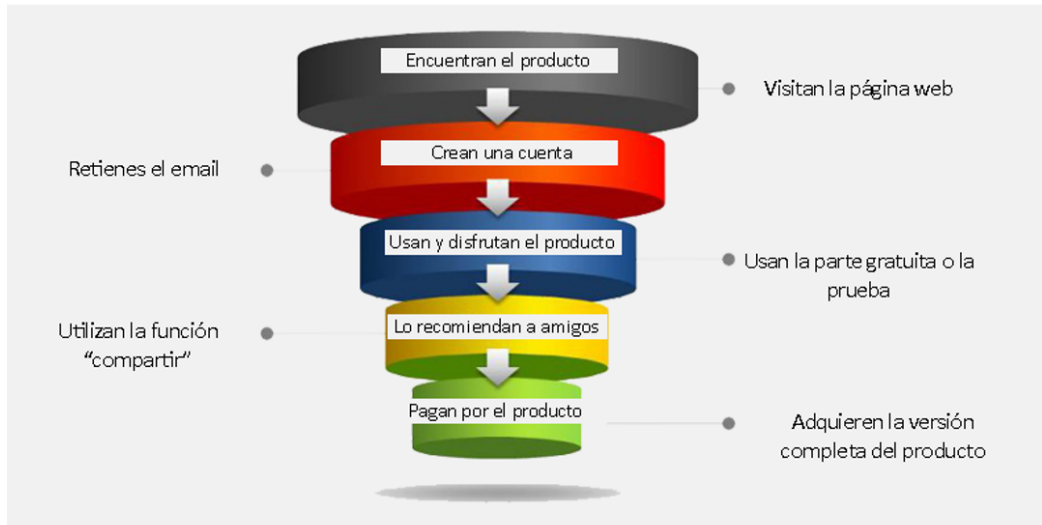 Encuentran el producto
Visitan la página web
Crean una cuenta
Retienes el email
Usan y disfrutan el producto
Usan la parte gratuita o la
prueba
Lo recomiendan a amigos
Utilizan la función
“compartir”
Pagan por el producto
Adquieren la versión
completa del producto